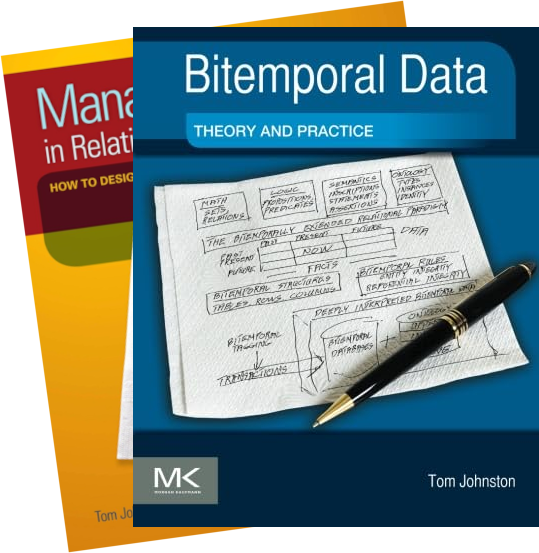 Mana
in Relati
HOW TO DESIG
Tom Jo
Bitemporal Data
THEORY AND PRACTICE
MATH
SETS
RELATIONS
LOGIC
PROPOSITIONS
PREDICATES
SEMANTICS
INSCRIPTIONS
STATEMENTS
ASSERTIONS
ONTOLOGY
TYPES
INSTANCES
IDENTITY
THE BITEMPORALLY EXTENDED RELATIONAL PARADIGM
PAST PRESENT FUTURE
DATA
PAST
PRESENT
FUTURE
NOW
FACTS
BITEMPORAL STRUCTURES
TABLES ROWS COLUMNS
BITEMPORAL RULES
ENTITY INTEGRITY
REFERENTIAL INTEGRITY
DEEPLY INTERPRETED BITEMPORAL DATA
BITEMPORAL
TAGGING
TRANSACTIONS
BITEMPORAL
DATABASES
+
MK
MORGAN KAUFMANN
Tom Johnston